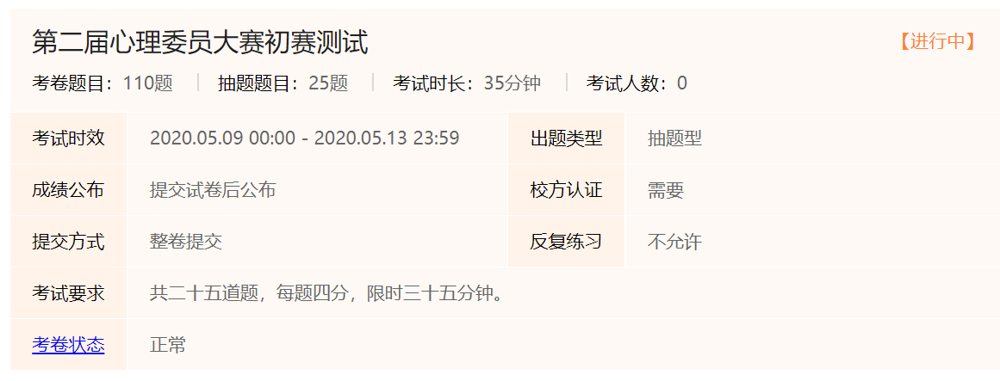 第二届心理委员大赛初赛测试 【进行中】
考卷题目：110题 抽题题目：25题 考试时长：35分钟 考试人数：0
考试时效 2020.05.09 00:00 - 2020.05.13 23:59 出题类型 抽题型
成绩公布 提交试卷后公布 校方认证 需要
提交方式 整卷提交 反复练习 不允许
考试要求 共二十五道题，每题四分，限时三十五分钟。
考卷状态 正常